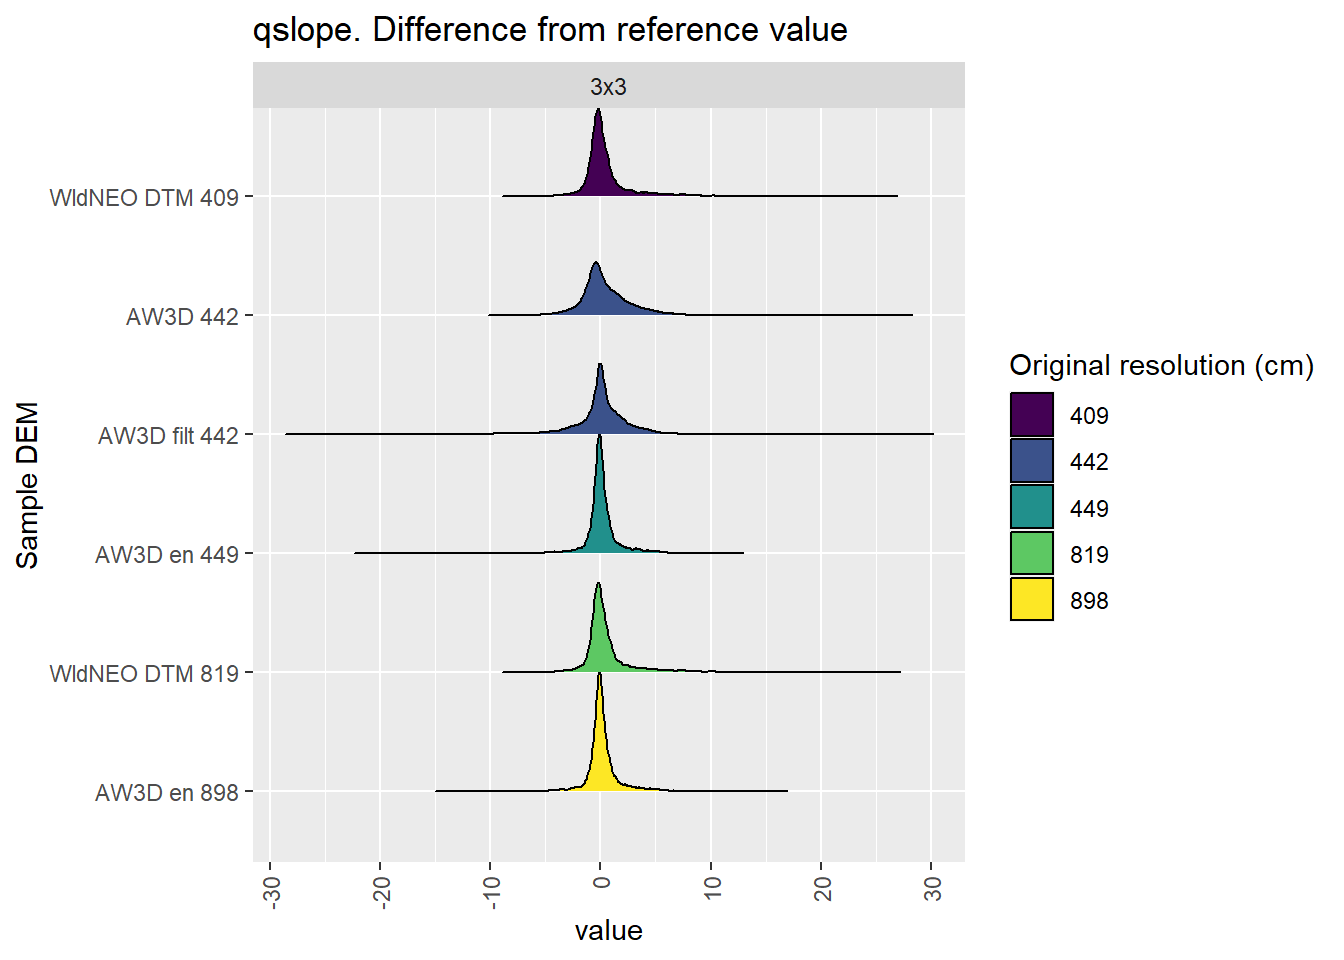 qslope. Difference from reference value
3x3
WldNEO DTM 409
AW3D 442
AW3D filt 442
AW3D en 449
WldNEO DTM 819
AW3D en 898
Sample DEM
-30
-20
-10
0
10
20
30
value
Original resolution (cm)
409
442
449
819
898